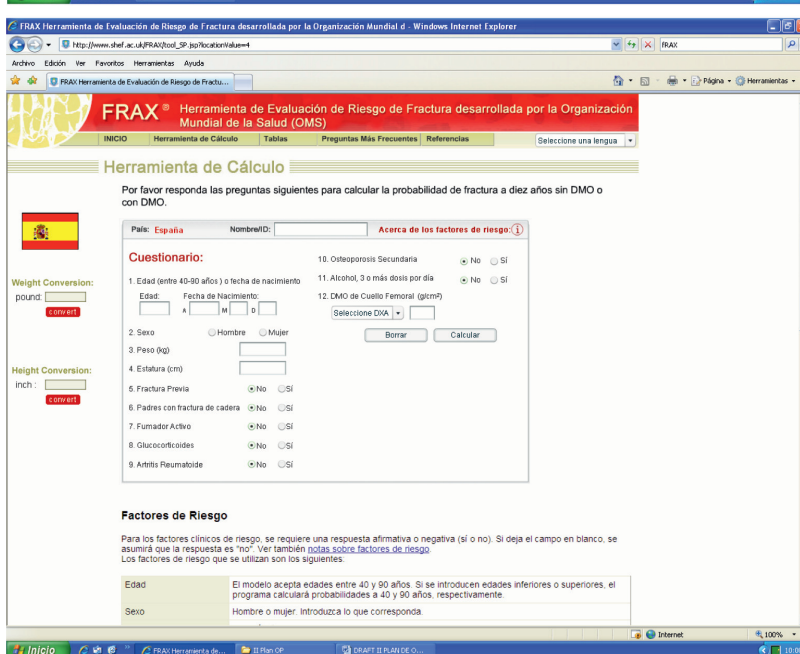 FRAX Herramienta de Evaluación de Riesgo de Fractura desarrollada por la Organización Mundial d - Windows Internet Explorer
http://www.shef.ac.uk/FRAX/tool_SP.jsp?locationValue=4
FRAX
Archivo Edición Ver Favoritos Herramientas Ayuda
FRAX Herramienta de Evaluación de Riesgo de Fractu...
Página Herramientas
FRAX ® Herramienta de Evaluación de Riesgo de Fractura desarrollada por la Organización
Mundial de la Salud (OMS)
INICIO Herramienta de Cálculo Tablas Preguntas Más Frecuentes Referencias Seleccione una lengua
Herramienta de Cálculo
Por favor responda las preguntas siguientes para calcular la probabilidad de fractura a diez años sin DMO o
con DMO.
País: España Nombre/ID: Acerca de los factores de riesgo: i
Weight Conversion:
pound:
convert
Height Conversion:
inch :
convert
Cuestionario:
1. Edad (entre 40-90 años ) o fecha de nacimiento
Edad: Fecha de Nacimiento:
A M D
2. Sexo Hombre Mujer
3. Peso (kg)
4. Estatura (cm)
5. Fractura Previa No Sí
6. Padres con fractura de cadera No Sí
7. Fumador Activo No Sí
8. Glucocorticoides No Sí
9. Artritis Reumatoide No Sí
10. Osteoporosis Secundaria No Sí
11. Alcohol, 3 o más dosis por día No Sí
12. DMO de Cuello Femoral (g/cm²)
Seleccione DXA
Borrar Calcular
Factores de Riesgo
Para los factores clínicos de riesgo, se requiere una respuesta afirmativa o negativa (sí o no). Si deja el campo en blanco, se
asumirá que la respuesta es "no". Ver también notas sobre factores de riesgo.
Los factores de riesgo que se utilizan son los siguientes:
Edad El modelo acepta edades entre 40 y 90 años. Si se introducen edades inferiores o superiores, el
programa calculará probabilidades a 40 y 90 años, respectivamente.
Sexo Hombre o mujer. Introduzca lo que corresponda.
Internet 100%
Inicio FRAX Herramienta de... II Plan OP DRAFT II PLAN DE O...